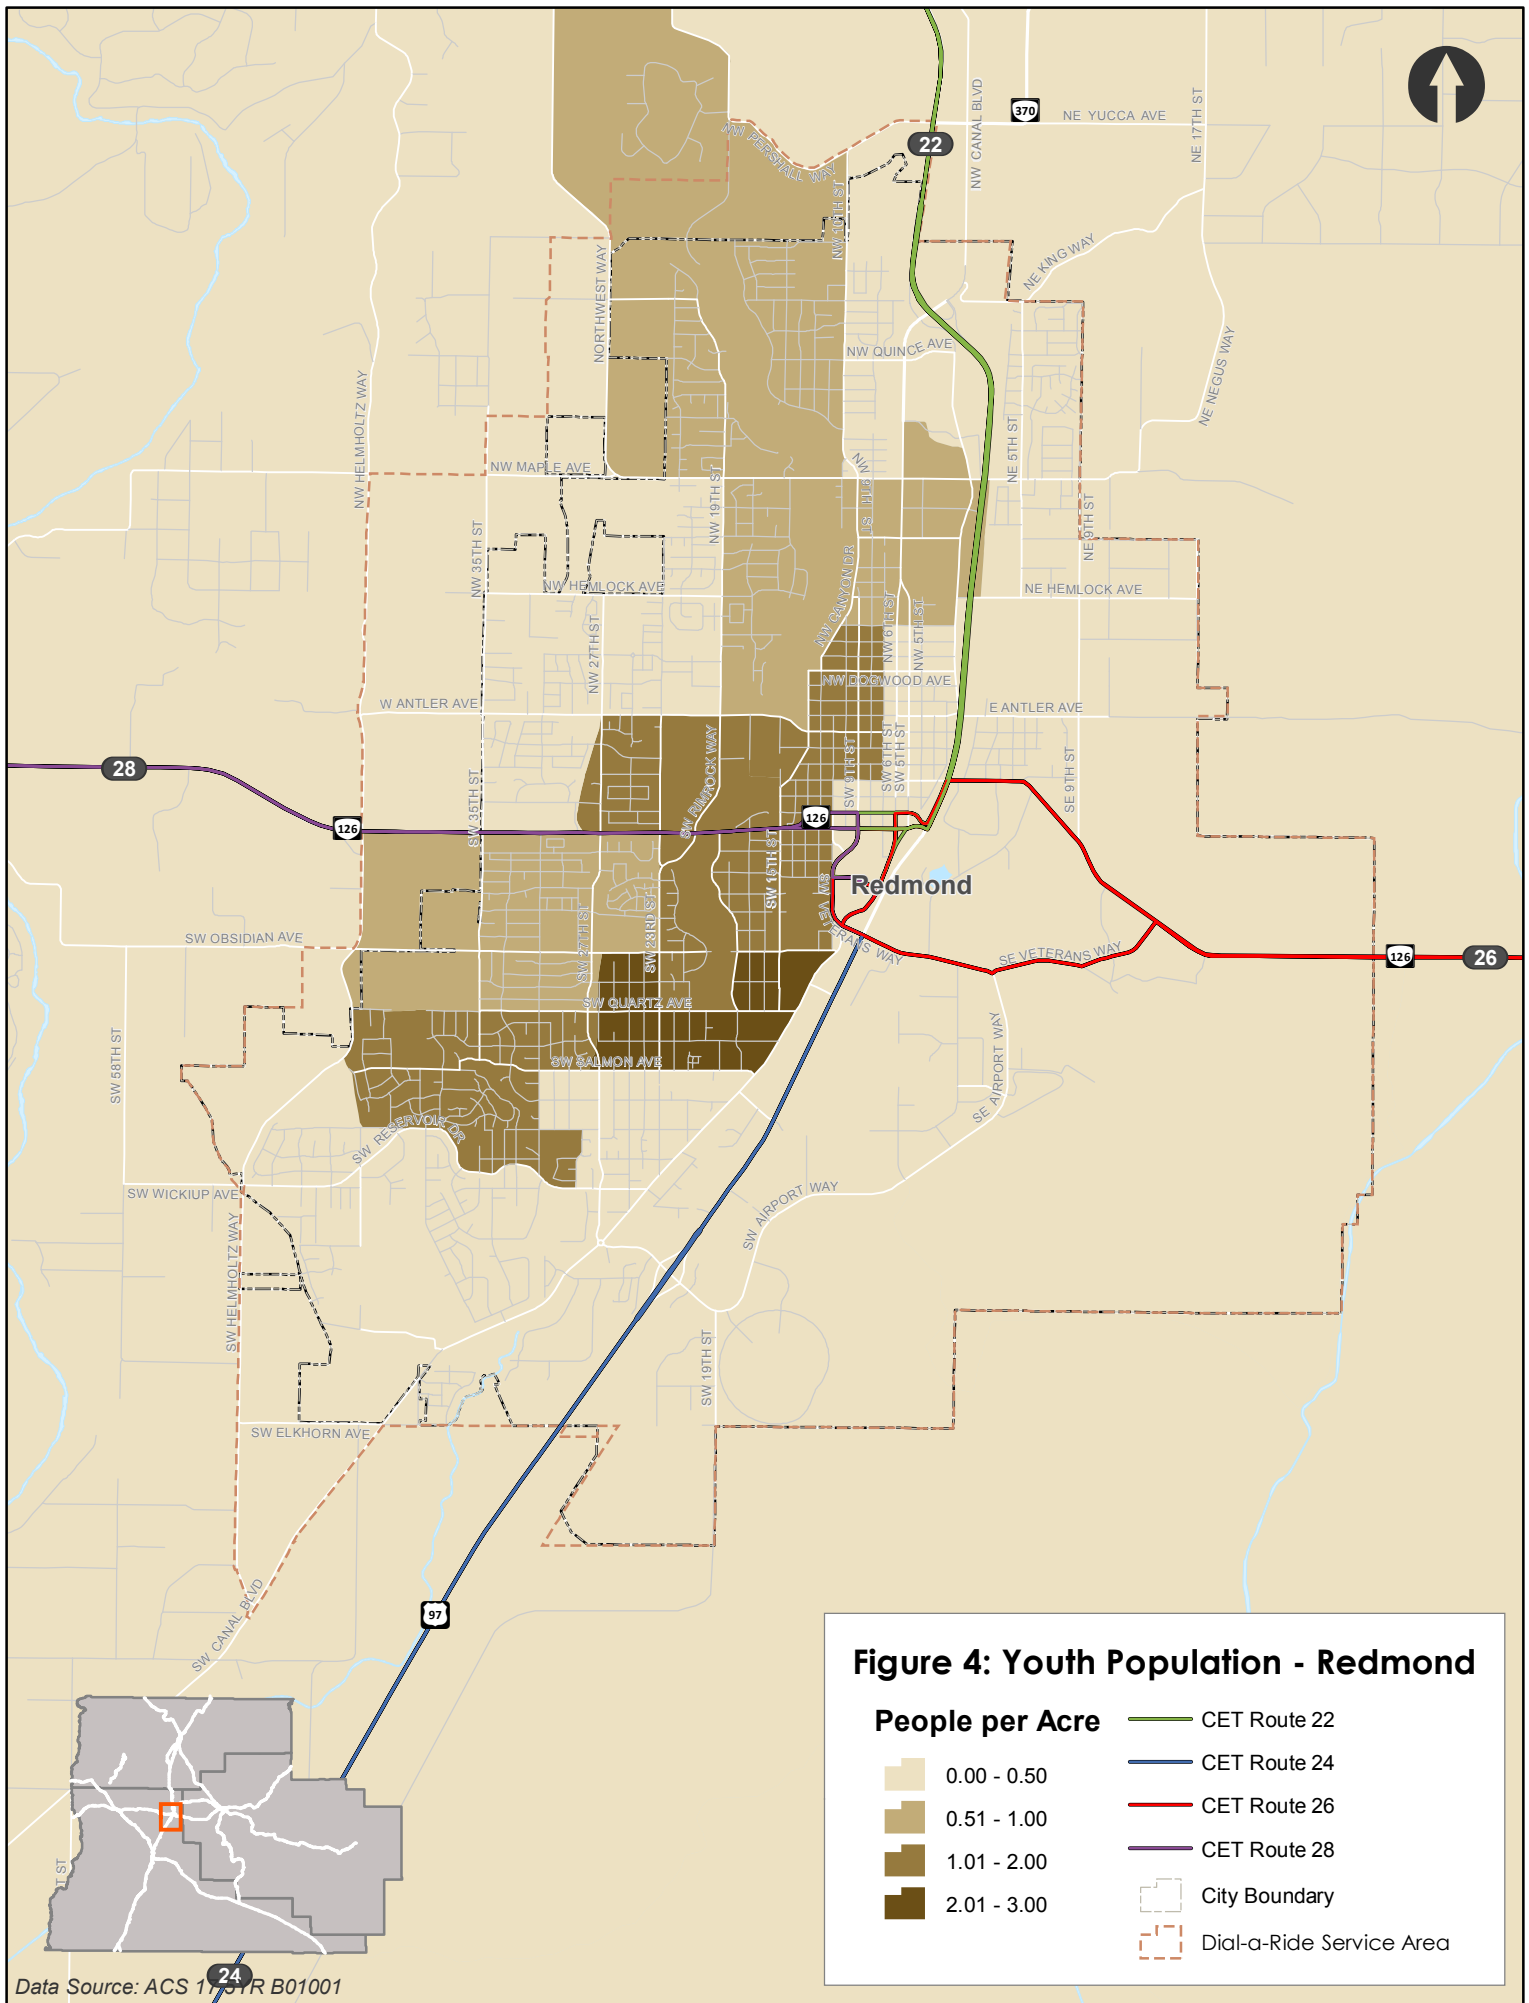 370
NE YUCCA AVE
NW CANAL BLVD
NE 17TH ST
22
NW PERSHALL WAY
NW 10TH ST
NE KING WAY
NORTHWEST WAY
NW QUINCE AVE
NE NEGUS WAY
NW HELMHOLTZ WAY
NE 5TH ST
NW MAPLE AVE
NW 19TH ST
NW 9TH ST
NW 35TH ST
NE 9TH ST
NW CANYON DR
NW HEMLOCK AVE
NE HEMLOCK AVE
NW 27TH ST
NW 6TH ST
NW 5TH ST
NW DOGWOOD AVE
W ANTLER AVE
E ANTLER AVE
28
SW RIMROCK WAY
SW 9TH ST
SW 6TH ST
SW 5TH ST
SE 9TH ST
SW 35TH ST
126
126
SW 15TH ST
Redmond
SW VETERANS WAY
SW 27TH ST
SW 23RD ST
SW OBSIDIAN AVE
SE VETERANS WAY
126
26
SW QUARTZ AVE
SW SALMON AVE
SW 58TH ST
SE AIRPORT WAY
SW RESERVOIR DR
SW WICKIUP AVE
SW AIRPORT WAY
SW HELMHOLTZ WAY
SW 19TH ST
SW ELKHORN AVE
SW CANAL BLVD
97
Figure 4: Youth Population - Redmond
People per Acre
0.00 - 0.50
0.51 - 1.00
1.01 - 2.00
2.01 - 3.00
CET Route 22
CET Route 24
CET Route 26
CET Route 28
City Boundary
Dial-a-Ride Service Area
ST
24
Data Source: ACS 17 5YR B01001